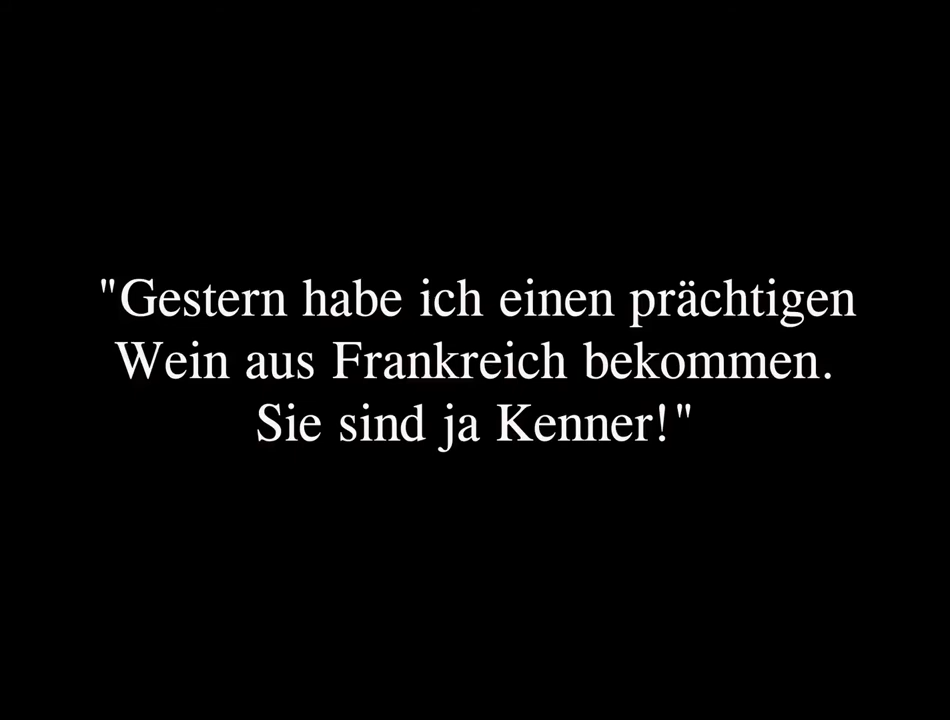 "Gestern habe ich einen prächtigen
Wein aus Frankreich bekommen.
Sie sind ja Kenner!"